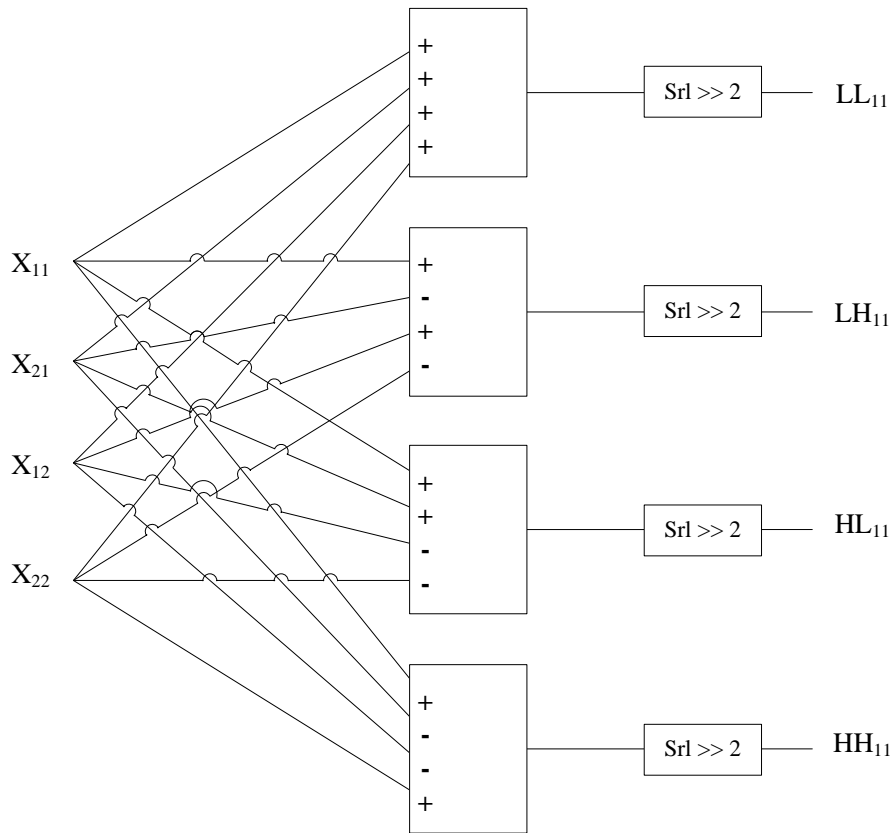 +
+
+
+
Srl >> 2
LL₁₁
X₁₁
X₂₁
X₁₂
X₂₂
+
-
+
-
Srl >> 2
LH₁₁
+
+
-
-
Srl >> 2
HL₁₁
+
-
-
+
Srl >> 2
HH₁₁